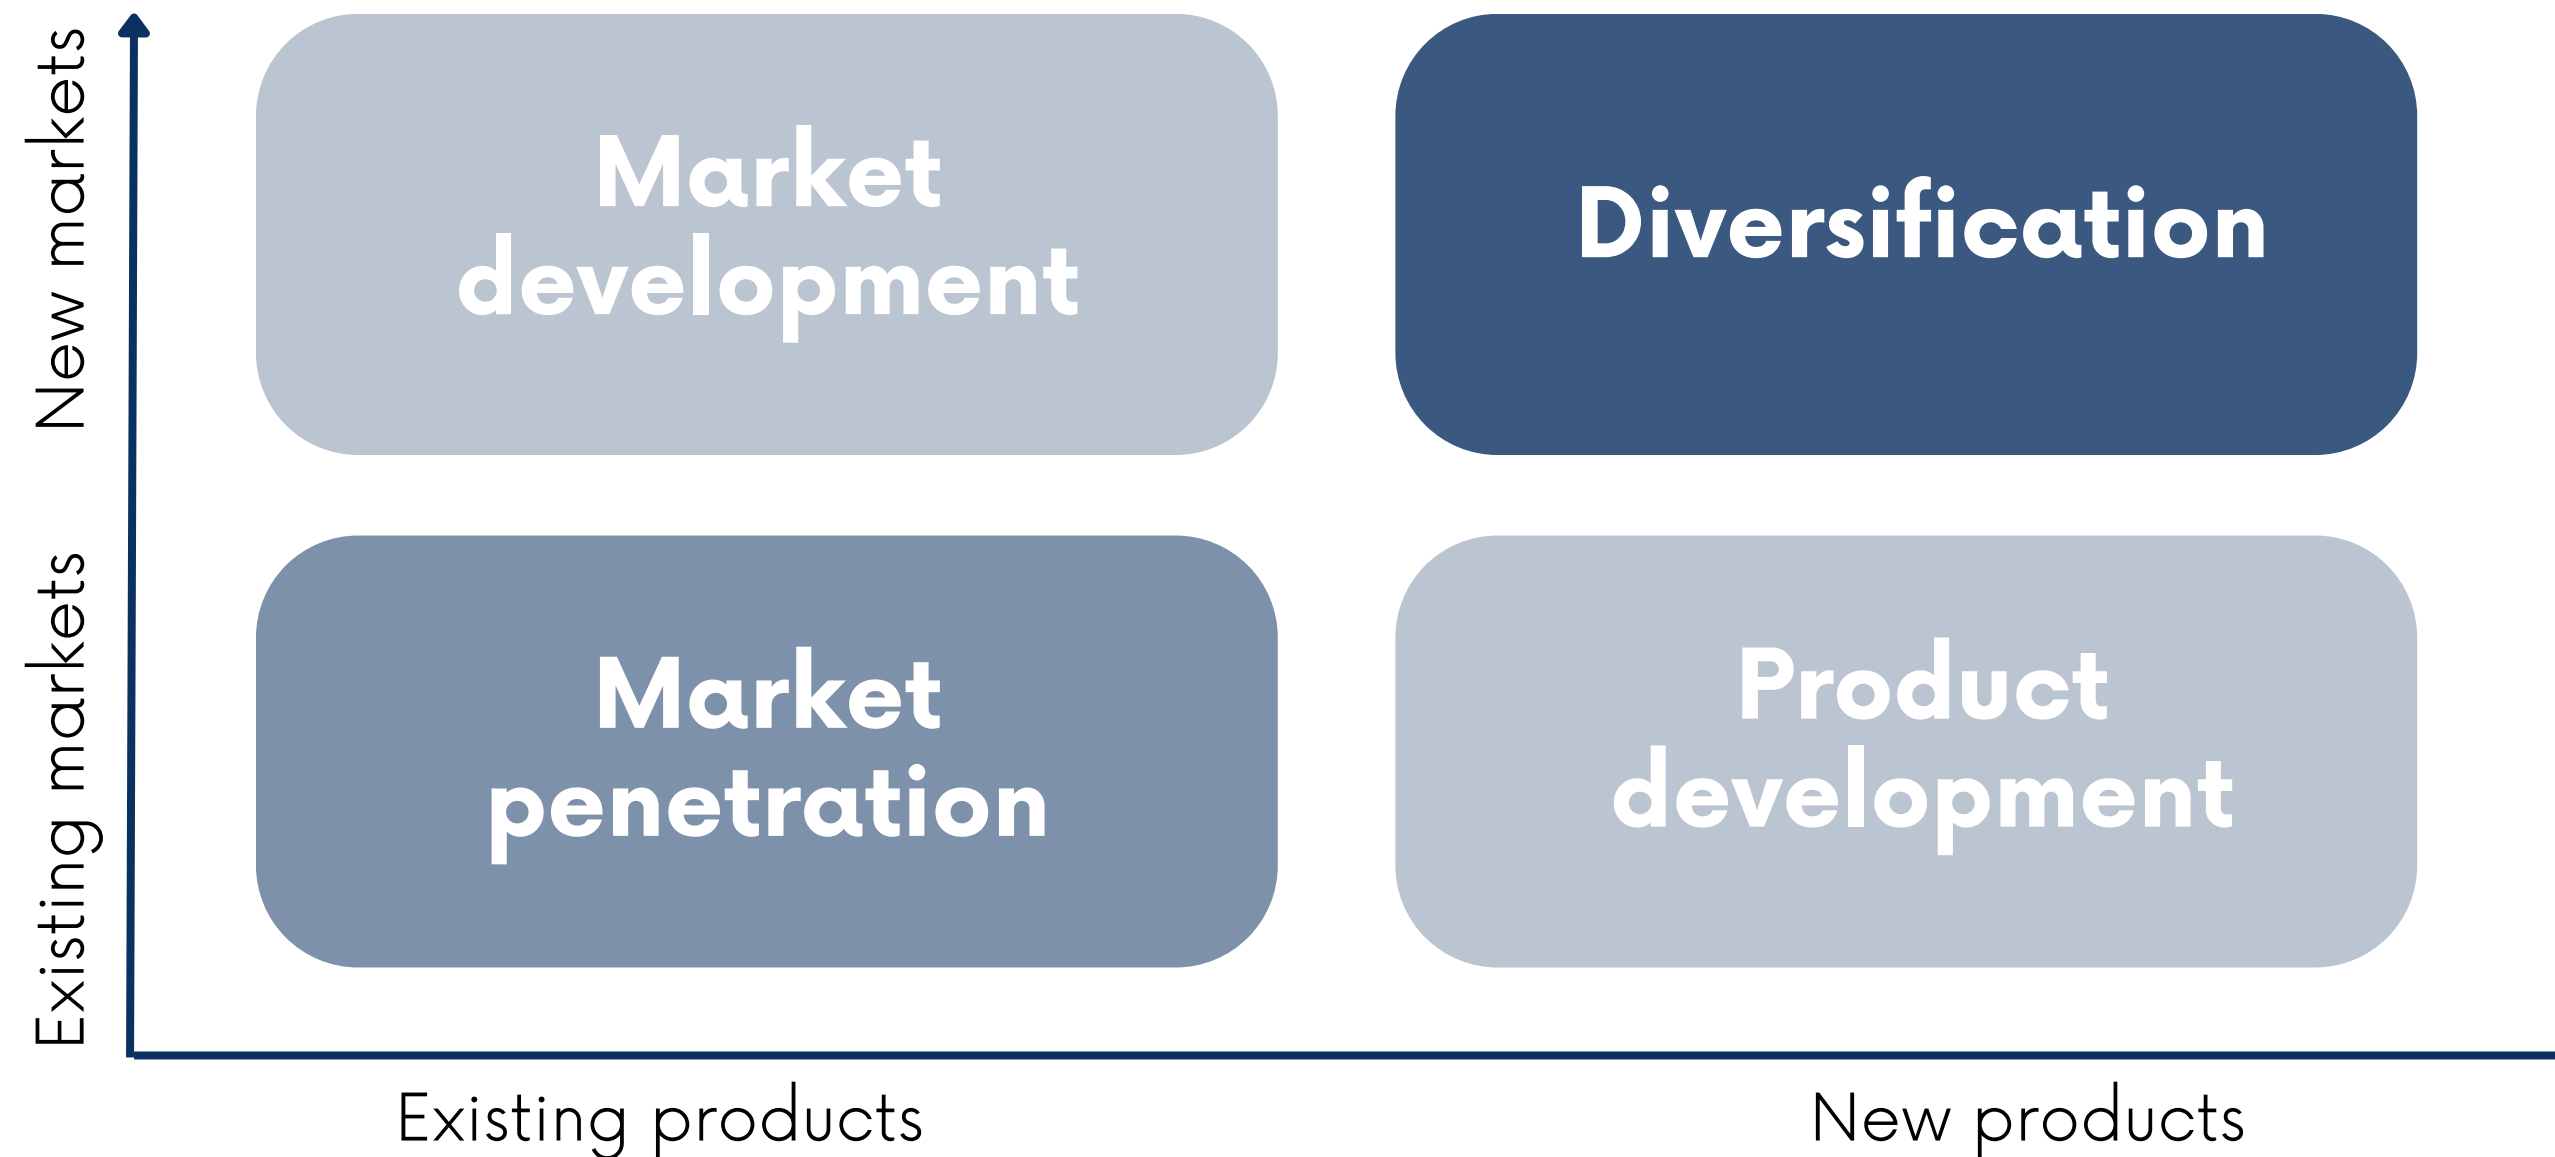 New markets
Market
development
Diversification
Existing markets
Market
penetration
Product
development
Existing products
New products